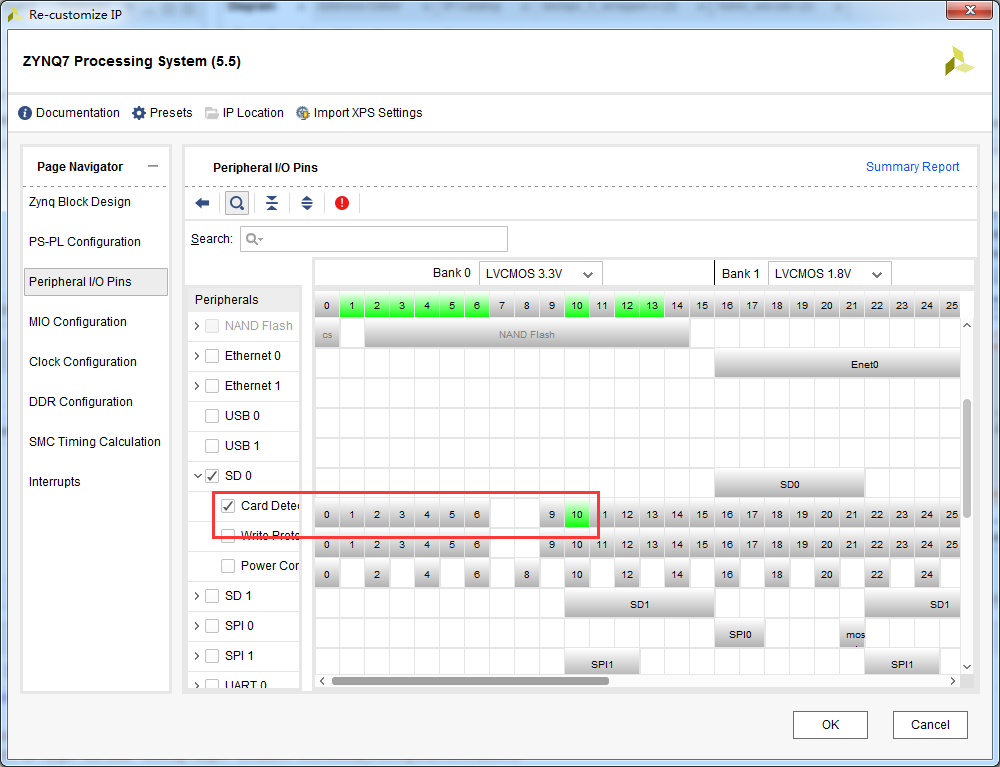 Re-customize IP
ZYNQ7 Processing System (5.5)
Documentation Presets IP Location Import XPS Settings
Page Navigator
Zynq Block Design
PS-PL Configuration
Peripheral I/O Pins
MIO Configuration
Clock Configuration
DDR Configuration
SMC Timing Calculation
Interrupts
Peripheral I/O Pins
Summary Report
Search:
Bank 0 LVCMOS 3.3V Bank 1 LVCMOS 1.8V
Peripherals 0 1 2 3 4 5 6 7 8 9 10 11 12 13 14 15 16 17 18 19 20 21 22 23 24 25
NAND Flash cs NAND Flash
Ethernet 0 Enet0
Ethernet 1
USB 0
USB 1
SD 0 SD0
Card Dete 0 1 2 3 4 5 6 9 10 1 12 13 14 15 16 17 18 19 20 21 22 23 24 25
Write Prote 0 1 2 3 4 5 6 9 10 11 12 13 14 15 16 17 18 19 20 21 22 23 24 25
Power Cor 0 2 4 6 8 10 12 14 16 18 20 22 24
SD 1 SD1 SD1
SPI 0 SPI0 mos
SPI 1 SPI1 SPI1
UART 0
OK Cancel